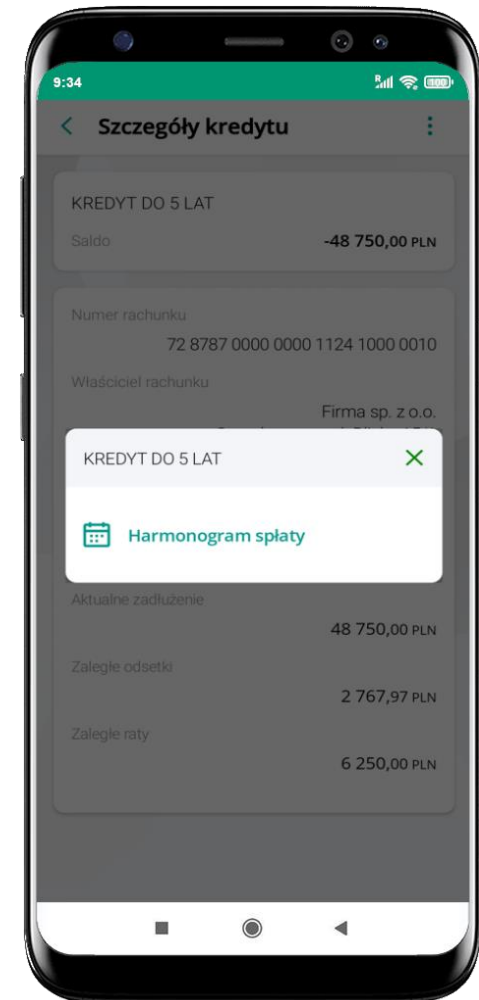 9:34
Szczegóły kredytu
KREDYT DO 5 LAT
Saldo -48 750,00 PLN
Numer rachunku
72 8787 0000 0000 1124 1000 0010
Właściciel rachunku
Firma sp. z o.o.
KREDYT DO 5 LAT
Harmonogram spłaty
Aktualne zadłużenie
48 750,00 PLN
Zaległe odsetki
2 767,97 PLN
Zaległe raty
6 250,00 PLN